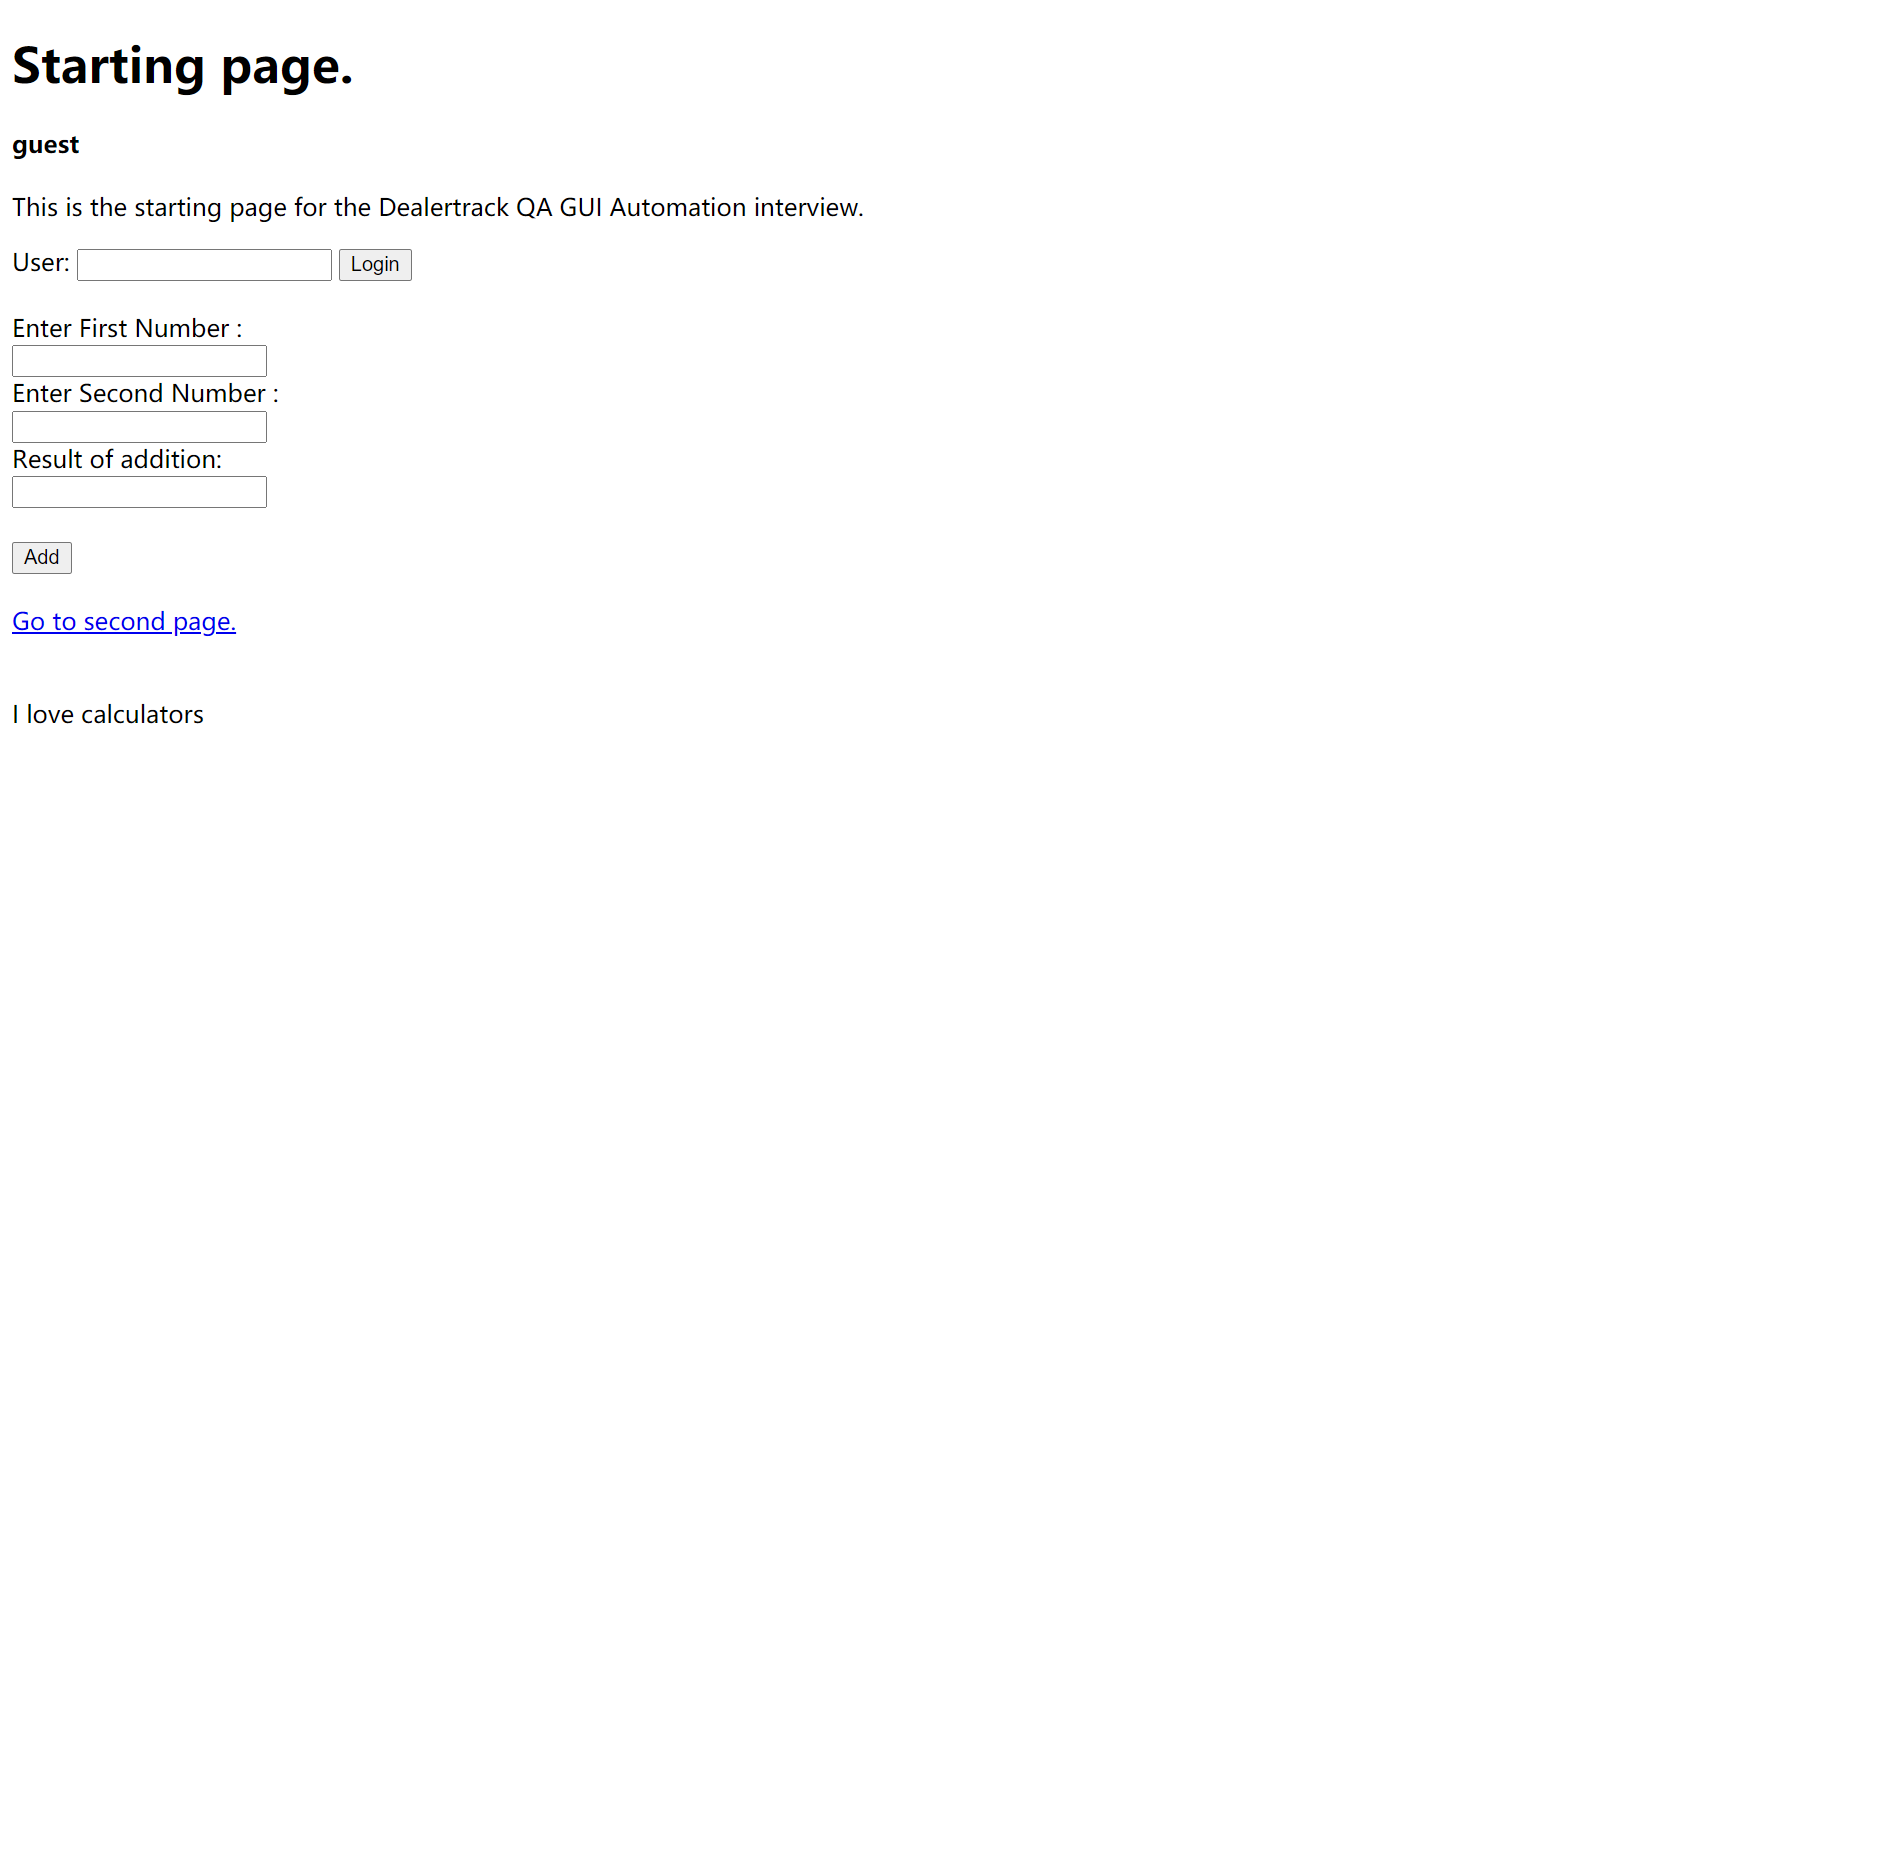 Starting page.
guest
This is the starting page for the Dealertrack QA GUI Automation interview.
User: Login
Enter First Number :
Enter Second Number :
Result of addition:
Add
Go to second page.
I love calculators